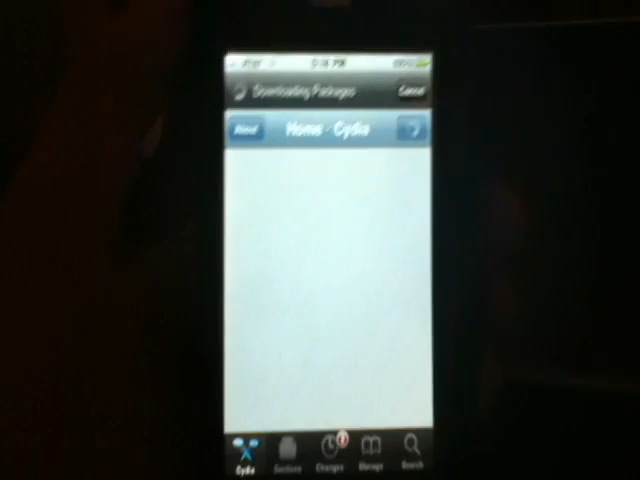 Downloading Packages Cancel
About Home · Cydia
Cydia Sections Changes Manage Search